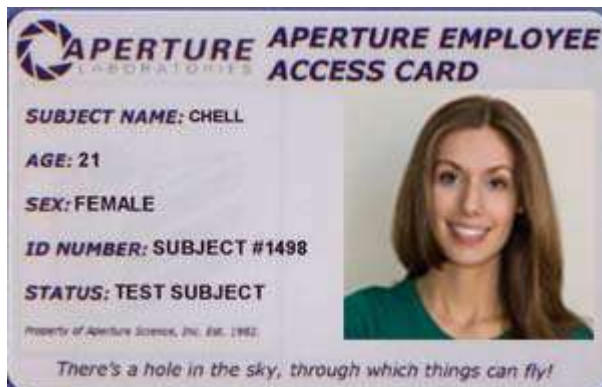 APERTURE
LABORATORIES
APERTURE EMPLOYEE
ACCESS CARD
SUBJECT NAME: CHELL
AGE: 21
SEX: FEMALE
ID NUMBER: SUBJECT #1498
STATUS: TEST SUBJECT
Property of Aperture Science, Inc. Est. 1982.
There's a hole in the sky, through which things can fly!